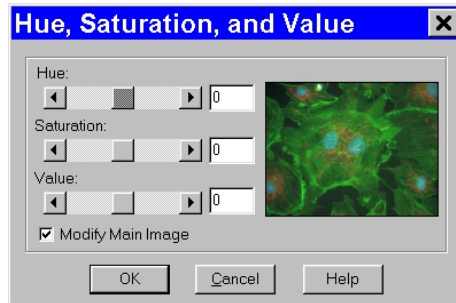 Hue, Saturation, and Value
Hue:
0
Saturation:
0
Value:
0
Modify Main Image
OK Cancel Help